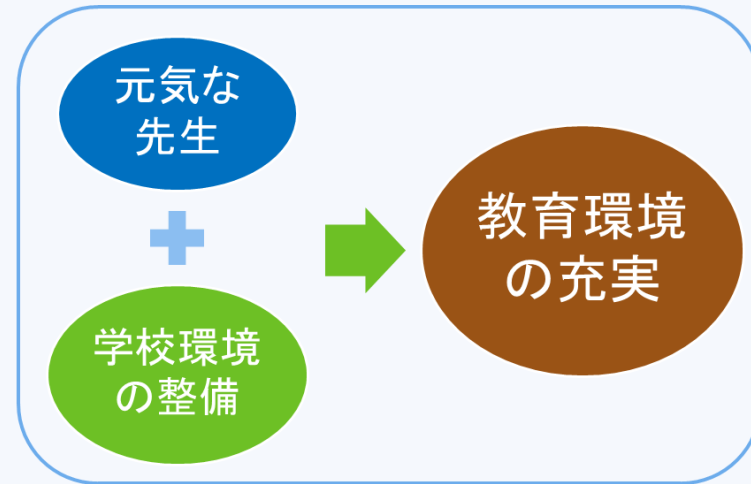 元気な
先生
学校環境
の整備
教育環境
の充実